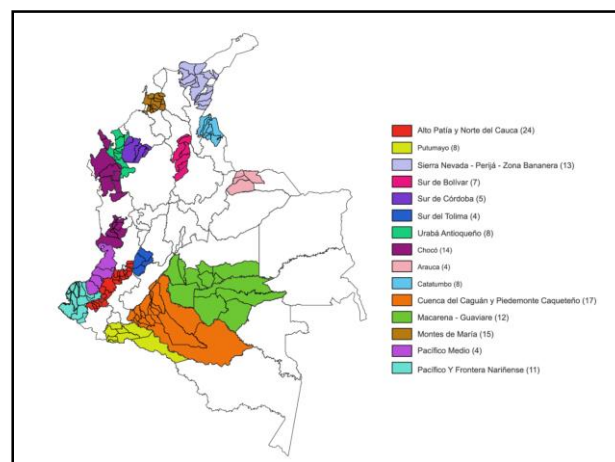 Alto Patía y Norte del Cauca (24)
Putumayo (8)
Sierra Nevada - Perijá - Zona Bananera (13)
Sur de Bolívar (7)
Sur de Córdoba (5)
Sur del Tolima (4)
Urabá Antioqueño (8)
Chocó (14)
Arauca (4)
Catatumbo (8)
Cuenca del Caguán y Piedemonte Caqueteño (17)
Macarena - Guaviare (12)
Montes de María (15)
Pacífico Medio (4)
Pacífico Y Frontera Nariñense (11)